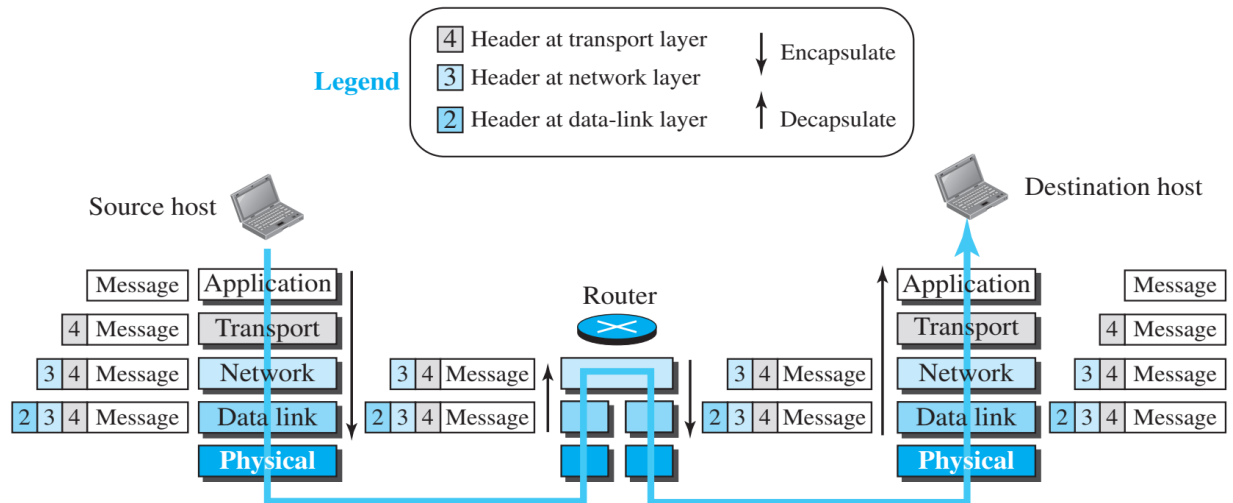 4 Header at transport layer
Encapsulate
Legend
3 Header at network layer
2 Header at data-link layer
Decapsulate
Source host
Destination host
Message Application
Router
Application Message
4 Message Transport
Transport 4 Message
3 4 Message Network
3 4 Message
3 4 Message
Network 3 4 Message
2 3 4 Message Data link
2 3 4 Message
2 3 4 Message
Data link 2 3 4 Message
Physical
Physical